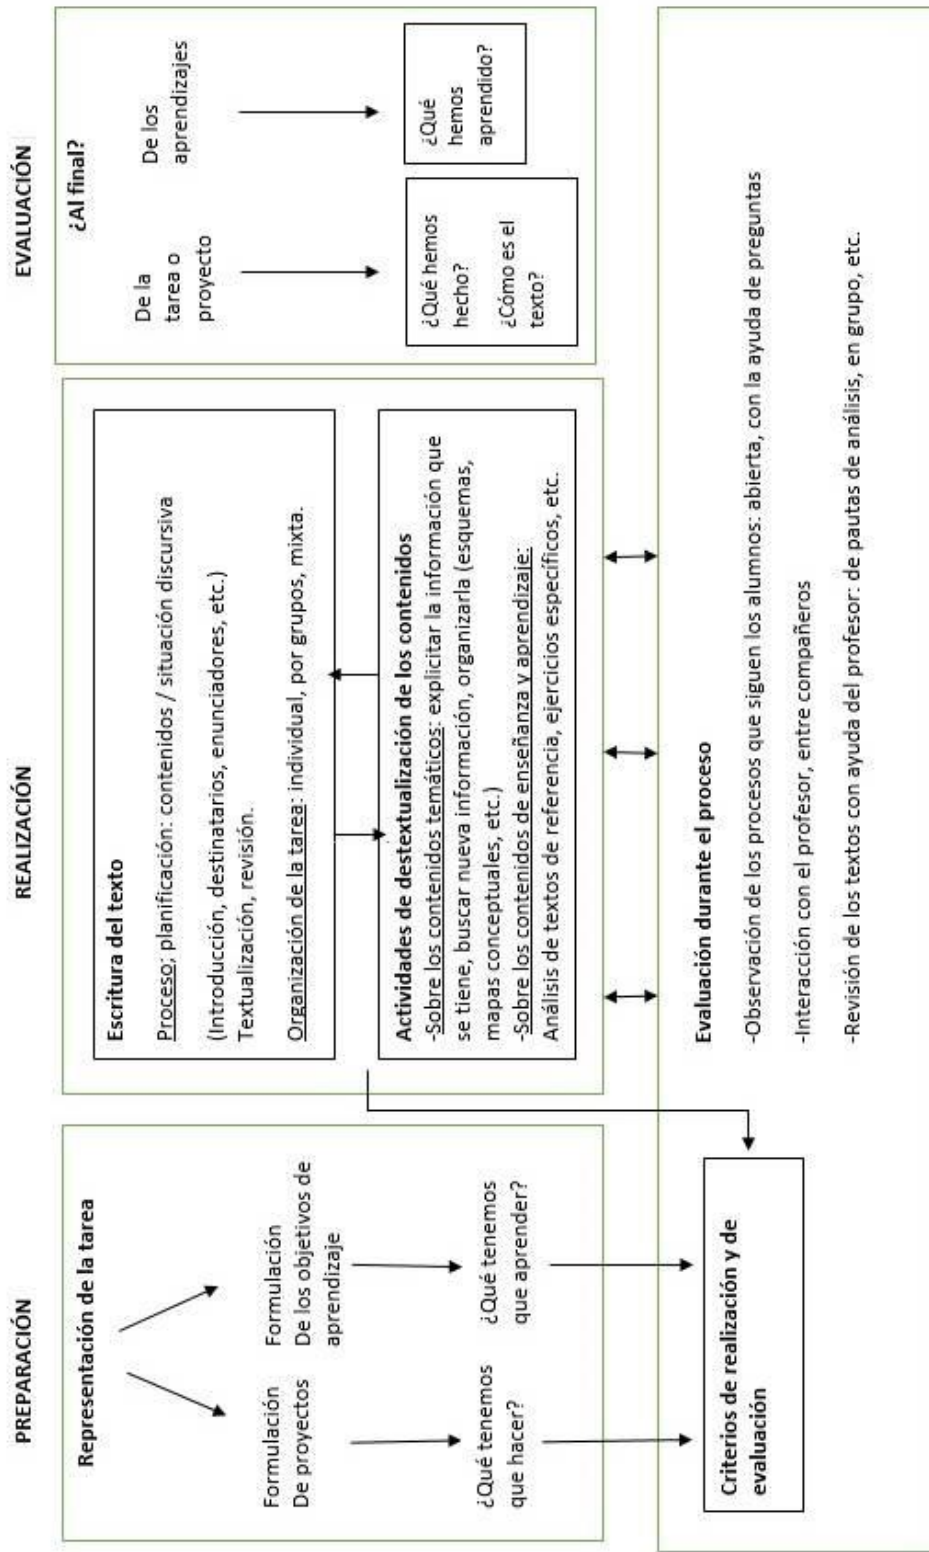 PREPARACIÓN
Representación de la tarea
Formulación
De proyectos
Formulación
De los objetivos de
aprendizaje
¿Qué tenemos
que hacer?
¿Qué tenemos
que aprender?
Criterios de realización y de
evaluación
REALIZACIÓN
Escritura del texto
Proceso; planificación: contenidos / situación discursiva
(Introducción, destinatarios, enunciadores, etc.)
Textualización, revisión.
Organización de la tarea: individual, por grupos, mixta.
Actividades de destextualización de los contenidos
-Sobre los contenidos temáticos: explicitar la información que
se tiene, buscar nueva información, organizarla (esquemas,
mapas conceptuales, etc.)
-Sobre los contenidos de enseñanza y aprendizaje:
Análisis de textos de referencia, ejercicios específicos, etc.
EVALUACIÓN
¿Al final?
De la
tarea o
proyecto
De los
aprendizajes
¿Qué hemos
hecho?
¿Cómo es el
texto?
¿Qué
hemos
aprendido?
Evaluación durante el proceso
-Observación de los procesos que siguen los alumnos: abierta, con la ayuda de preguntas
-Interacción con el profesor, entre compañeros
-Revisión de los textos con ayuda del profesor: de pautas de análisis, en grupo, etc.